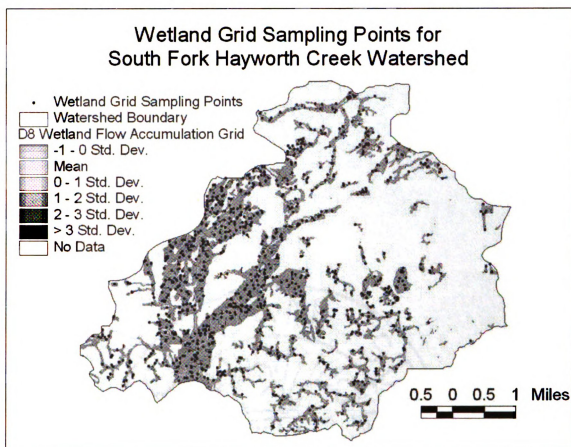 Wetland Grid Sampling Points for
South Fork Hayworth Creek Watershed
Wetland Grid Sampling Points
Watershed Boundary
D8 Wetland Flow Accumulation Grid
-1 - 0 Std. Dev.
Mean
0 - 1 Std. Dev.
1 - 2 Std. Dev.
2 - 3 Std. Dev.
> 3 Std. Dev.
No Data
0.5 0 0.5 1 Miles